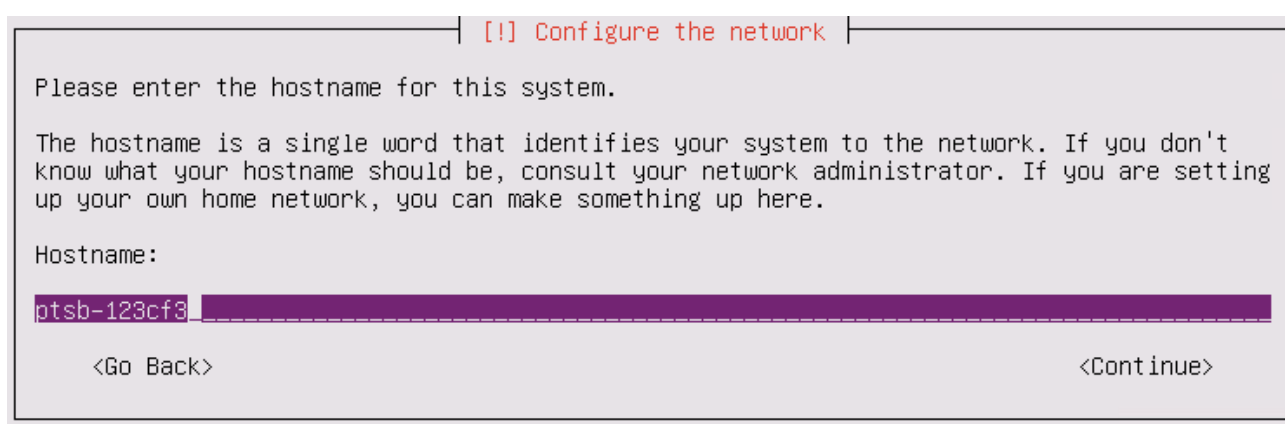 [!] Configure the network
Please enter the hostname for this system.
The hostname is a single word that identifies your system to the network. If you don't
know what your hostname should be, consult your network administrator. If you are setting
up your own home network, you can make something up here.
Hostname:
ptsb-123cf3
<Go Back> <Continue>